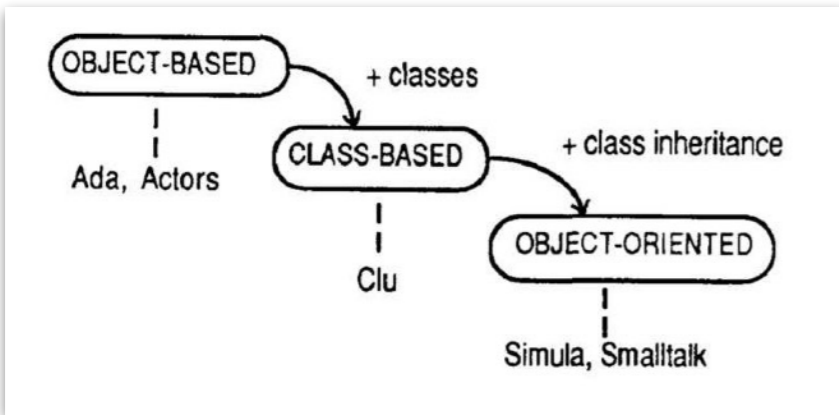 OBJECT-BASED
+ classes
Ada, Actors
CLASS-BASED
+ class inheritance
Clu
OBJECT-ORIENTED
Simula, Smalltalk